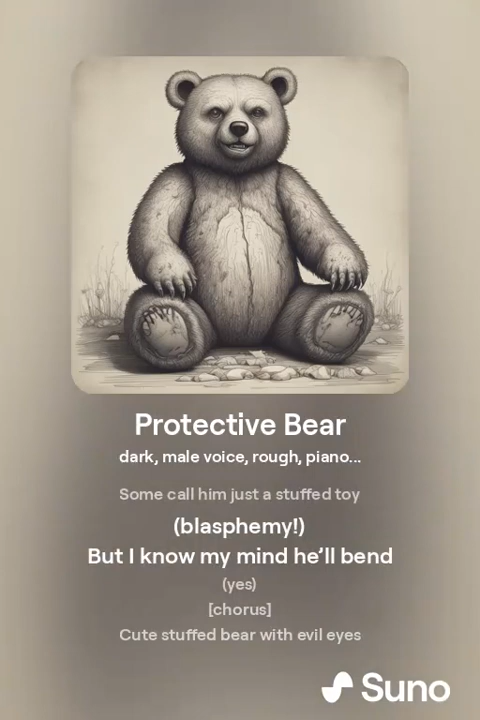 Protective Bear
dark, male voice, rough, piano...
Some call him just a stuffed toy
(blasphemy!)
But I know my mind he’ll bend
(yes)
[chorus]
Cute stuffed bear with evil eyes
Suno